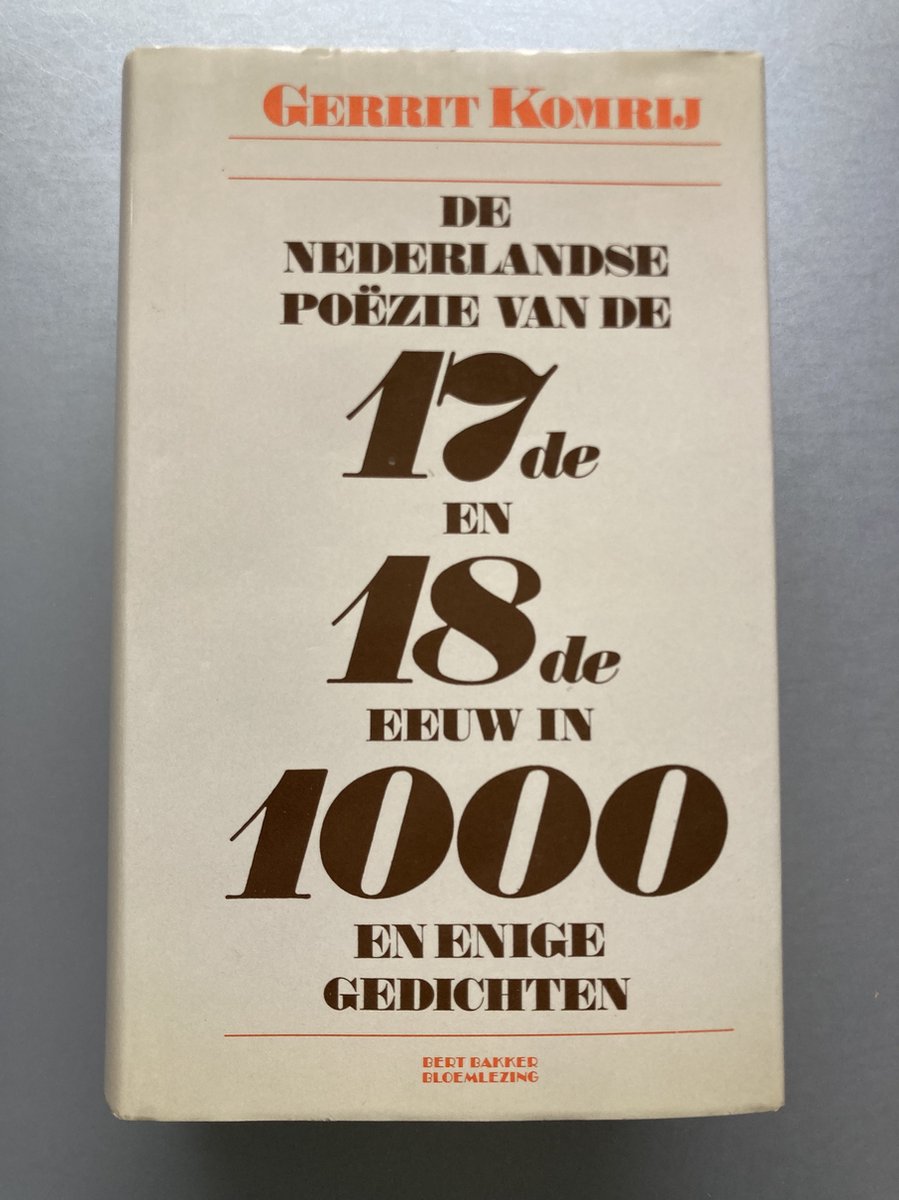 GERRIT KOMRIJ
DE
NEDERLANDSE
POËZIE VAN DE
17de
EN
18de
EEUW IN
1000
EN ENIGE
GEDICHTEN
BERT BAKKER
BLOEMLEZING